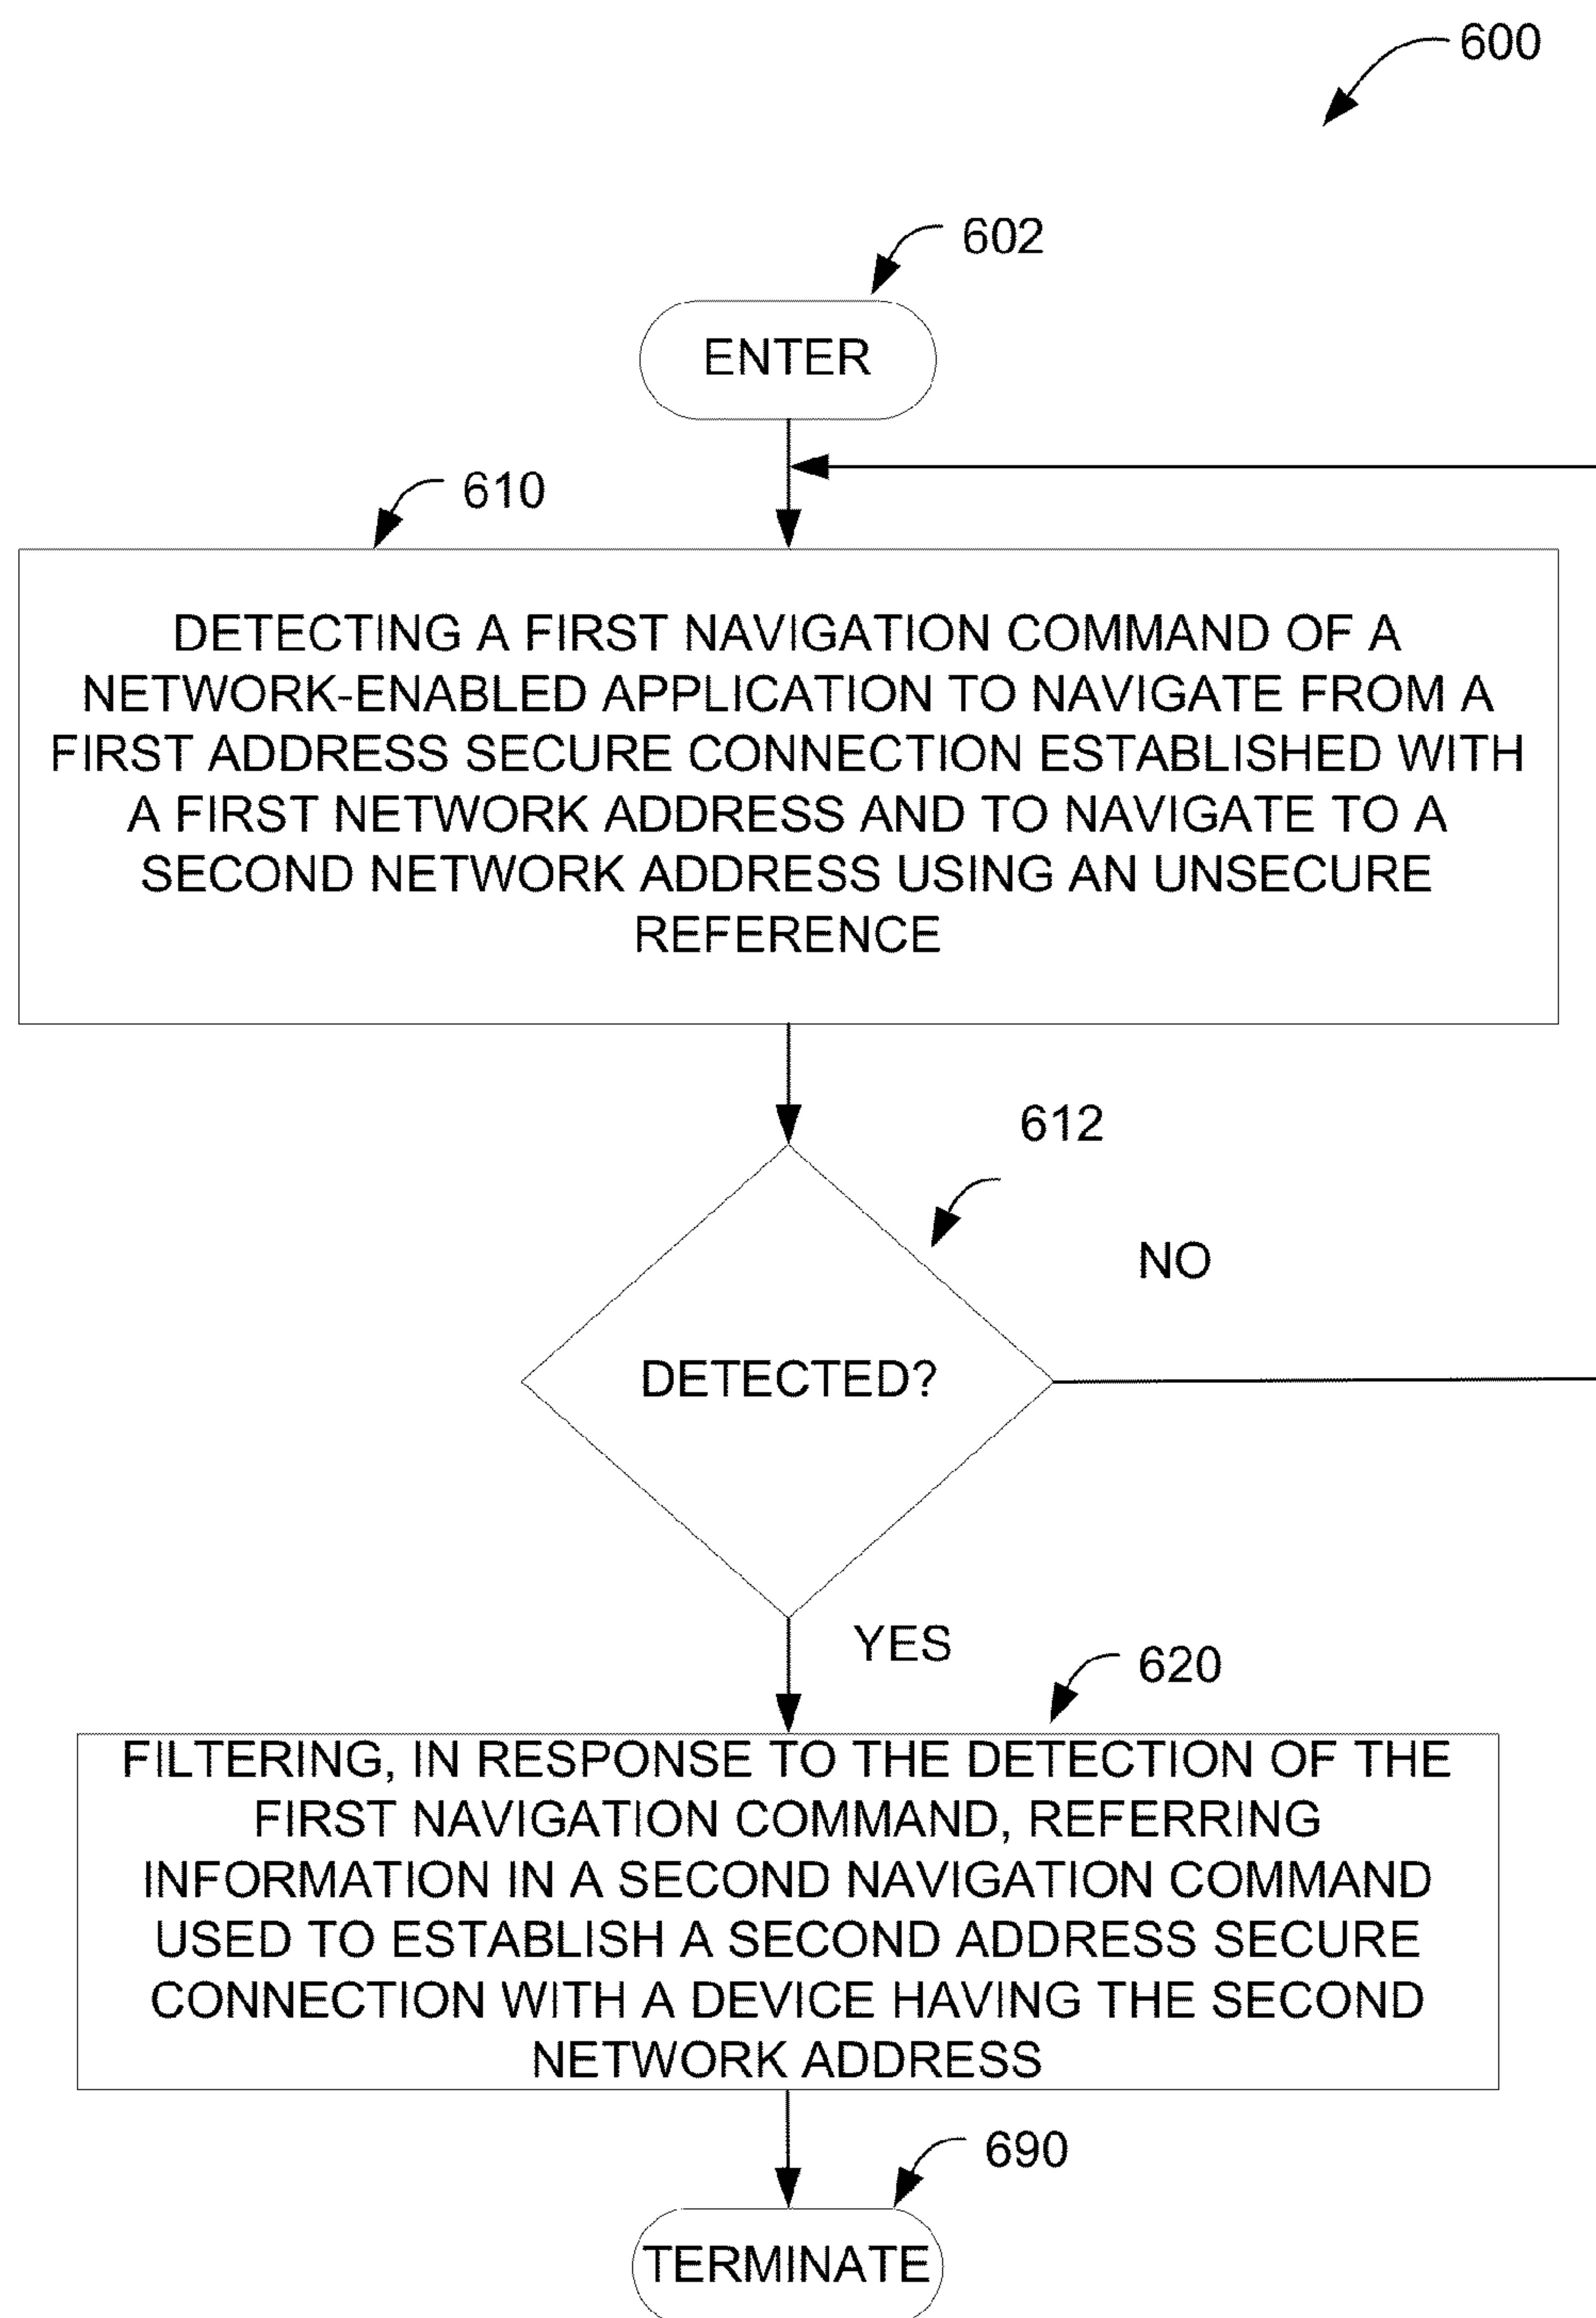 600
602
ENTER
610
DETECTING A FIRST NAVIGATION COMMAND OF A
NETWORK-ENABLED APPLICATION TO NAVIGATE FROM A
FIRST ADDRESS SECURE CONNECTION ESTABLISHED WITH
A FIRST NETWORK ADDRESS AND TO NAVIGATE TO A
SECOND NETWORK ADDRESS USING AN UNSECURE
REFERENCE
612
NO
DETECTED?
YES
620
FILTERING, IN RESPONSE TO THE DETECTION OF THE
FIRST NAVIGATION COMMAND, REFERRING
INFORMATION IN A SECOND NAVIGATION COMMAND
USED TO ESTABLISH A SECOND ADDRESS SECURE
CONNECTION WITH A DEVICE HAVING THE SECOND
NETWORK ADDRESS
690
TERMINATE